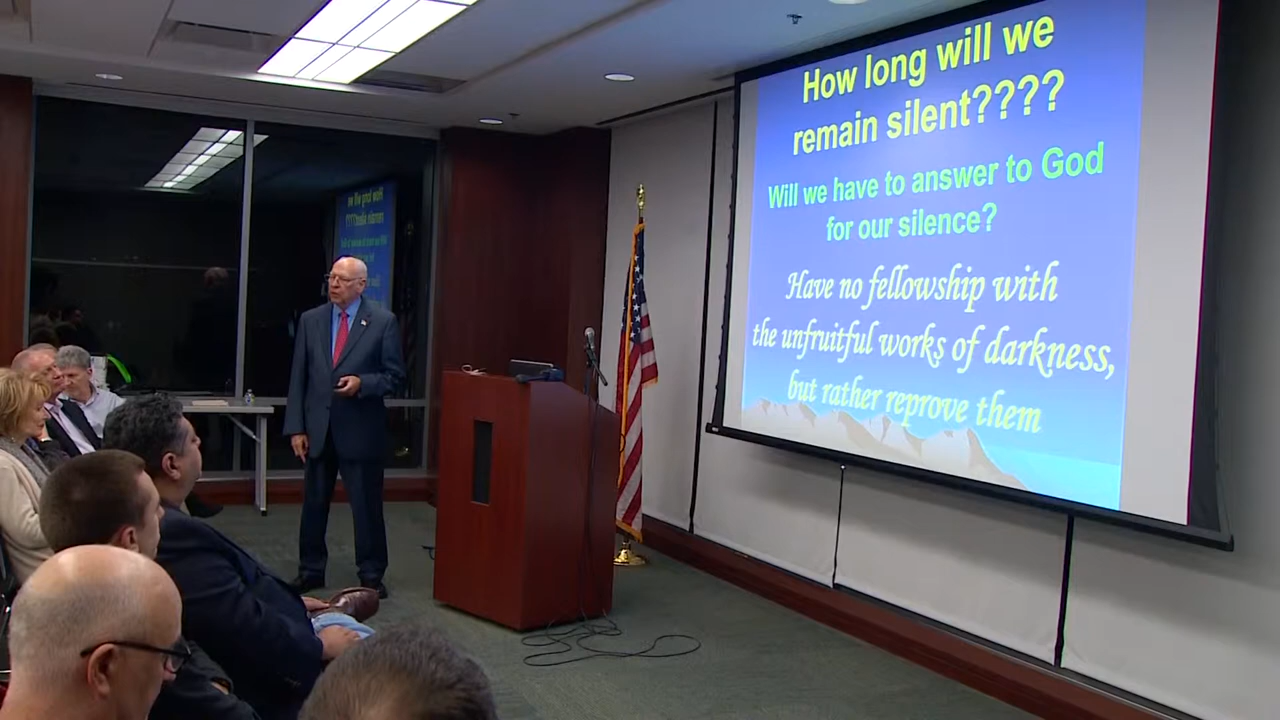 How long will we
remain silent????
Will we have to answer to God
for our silence?
Have no fellowship with
the unfruitful works of darkness,
but rather reprove them